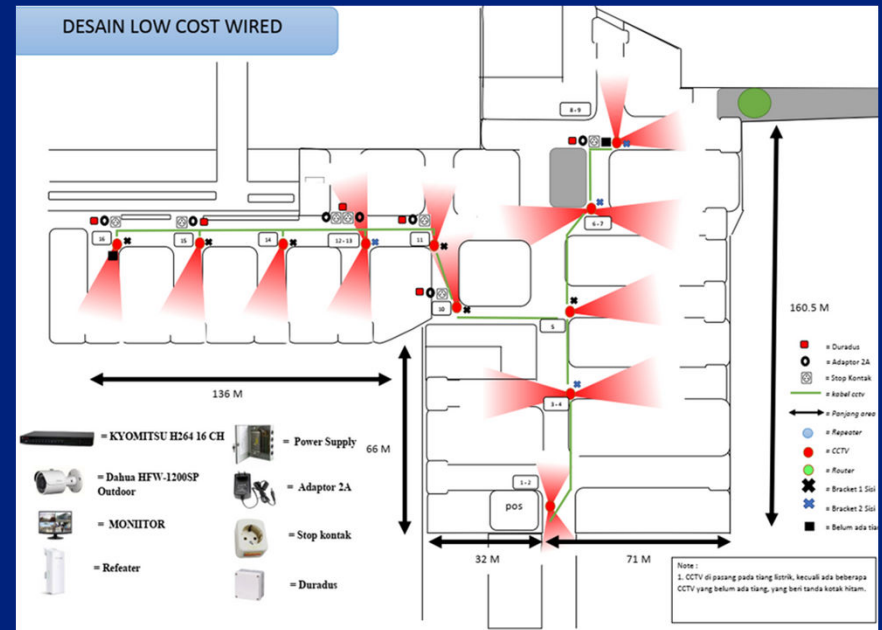 DESAIN LOW COST WIRED
8 - 9
6 - 7
16
15
14
12 - 13
11
10
5
3 - 4
1 - 2
pos
160.5 M
136 M
66 M
32 M
71 M
= Duradus
= Adaptor 2A
= Stop Kontak
= kabel cctv
= Panjang area
= Repeater
= CCTV
= Router
= Bracket 1 Sisi
= Bracket 2 Sisi
= Belum ada tia
= KYOMITSU H264 16 CH
= Power Supply
= Dahua HFW-1200SP
Outdoor
= Adaptor 2A
= MONIITOR
= Stop kontak
= Refeater
= Duradus
Note :
1. CCTV di pasang pada tiang listrik, kecuali ada beberapa
CCTV yang belum ada tiang, yang beri tanda kotak hitam.